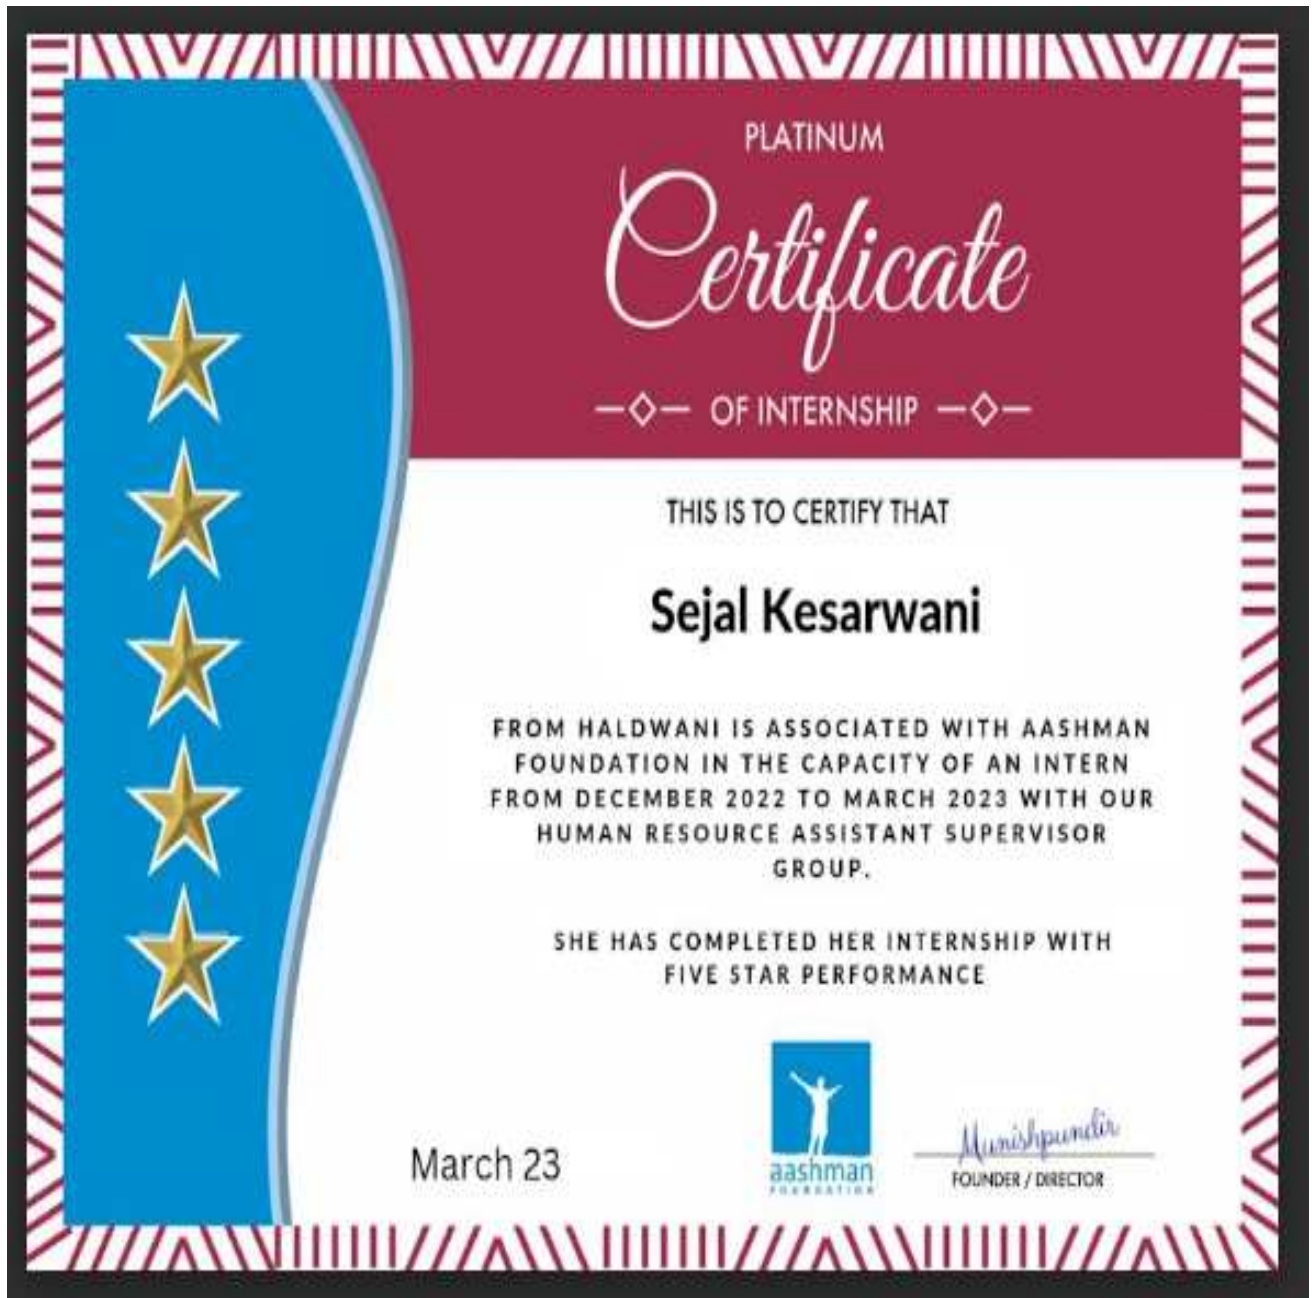 PLATINUM
Certificate
OF INTERNSHIP
THIS IS TO CERTIFY THAT
Sejal Kesarwani
FROM HALDWANI IS ASSOCIATED WITH AASHMAN
FOUNDATION IN THE CAPACITY OF AN INTERN
FROM DECEMBER 2022 TO MARCH 2023 WITH OUR
HUMAN RESOURCE ASSISTANT SUPERVISOR
GROUP.
SHE HAS COMPLETED HER INTERNSHIP WITH
FIVE STAR PERFORMANCE
March 23
aashman
FOUNDATION
Munishpundir
FOUNDER / DIRECTOR